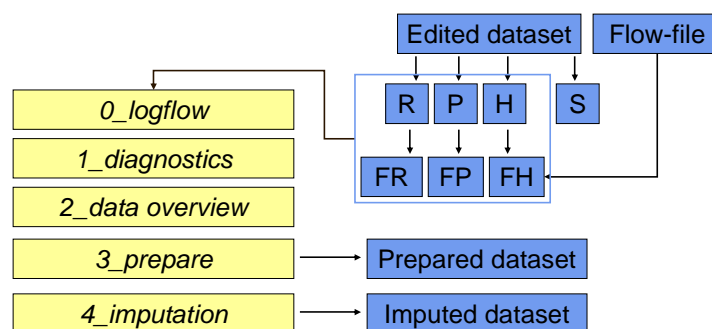 Edited dataset
Flow-file
0_logflow
R
P
H
S
1_diagnostics
FR
FP
FH
2_data overview
3_prepare
Prepared dataset
4_imputation
Imputed dataset